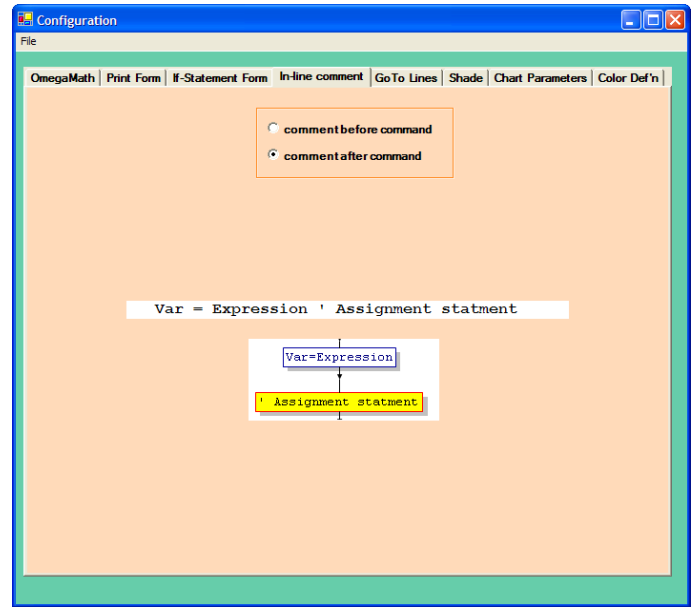 Configuration
File
OmegaMath Print Form If-Statement Form In-line comment GoTo Lines Shade Chart Parameters Color Def'n
comment before command
comment after command
Var = Expression ' Assignment statment
Var=Expression
' Assignment statment